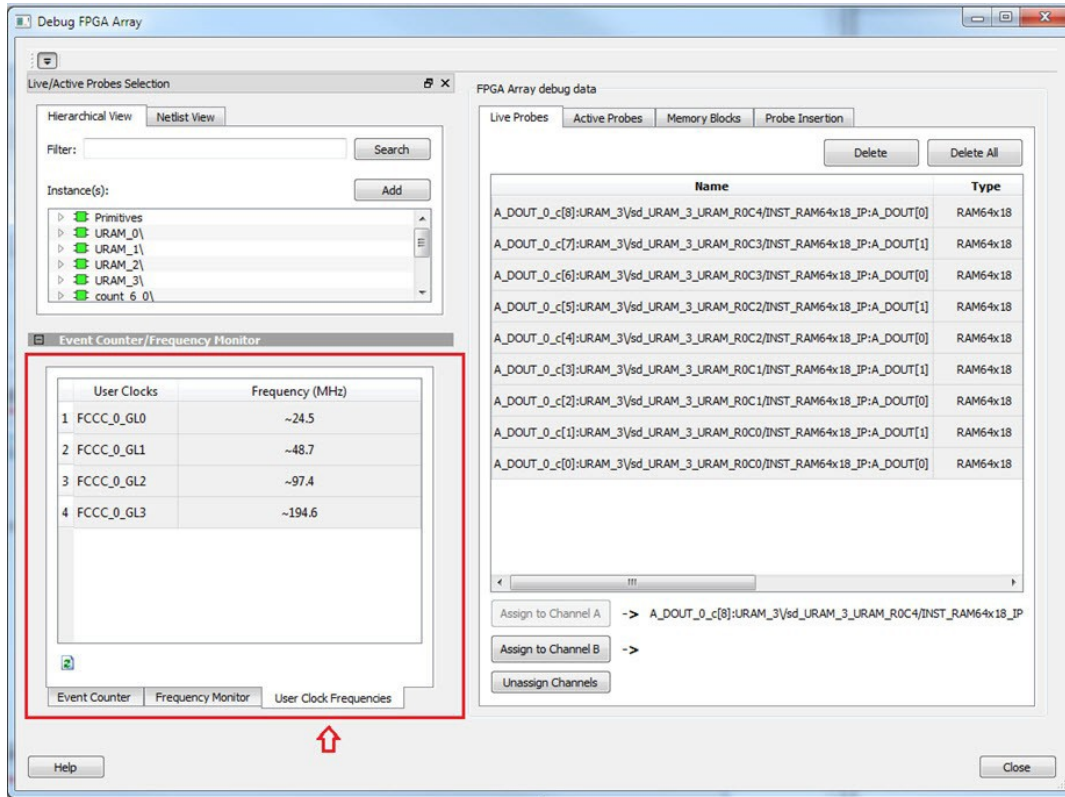 Debug FPGA Array
Live/Active Probes Selection
Hierarchical View Netlist View
Filter: Search
Instance(s): Add
Primitives
URAM_0\
URAM_1\
URAM_2\
URAM_3\
count_6_0\
Event Counter/Frequency Monitor
User Clocks Frequency (MHz)
1 FCCC_0_GL0 ~24.5
2 FCCC_0_GL1 ~48.7
3 FCCC_0_GL2 ~97.4
4 FCCC_0_GL3 ~194.6
Event Counter Frequency Monitor User Clock Frequencies
FPGA Array debug data
Live Probes Active Probes Memory Blocks Probe Insertion
Delete Delete All
Name Type
A_DOUT_0_c[8]:URAM_3\/sd_URAM_3_URAM_R0C4/INST_RAM64x18_IP:A_DOUT[0] RAM64x18
A_DOUT_0_c[7]:URAM_3\/sd_URAM_3_URAM_R0C3/INST_RAM64x18_IP:A_DOUT[1] RAM64x18
A_DOUT_0_c[6]:URAM_3\/sd_URAM_3_URAM_R0C3/INST_RAM64x18_IP:A_DOUT[0] RAM64x18
A_DOUT_0_c[5]:URAM_3\/sd_URAM_3_URAM_R0C2/INST_RAM64x18_IP:A_DOUT[1] RAM64x18
A_DOUT_0_c[4]:URAM_3\/sd_URAM_3_URAM_R0C2/INST_RAM64x18_IP:A_DOUT[0] RAM64x18
A_DOUT_0_c[3]:URAM_3\/sd_URAM_3_URAM_R0C1/INST_RAM64x18_IP:A_DOUT[1] RAM64x18
A_DOUT_0_c[2]:URAM_3\/sd_URAM_3_URAM_R0C1/INST_RAM64x18_IP:A_DOUT[0] RAM64x18
A_DOUT_0_c[1]:URAM_3\/sd_URAM_3_URAM_R0C0/INST_RAM64x18_IP:A_DOUT[1] RAM64x18
A_DOUT_0_c[0]:URAM_3\/sd_URAM_3_URAM_R0C0/INST_RAM64x18_IP:A_DOUT[0] RAM64x18
Assign to Channel A -> A_DOUT_0_c[8]:URAM_3\/sd_URAM_3_URAM_R0C4/INST_RAM64x18_IP
Assign to Channel B ->
Unassign Channels
Help Close